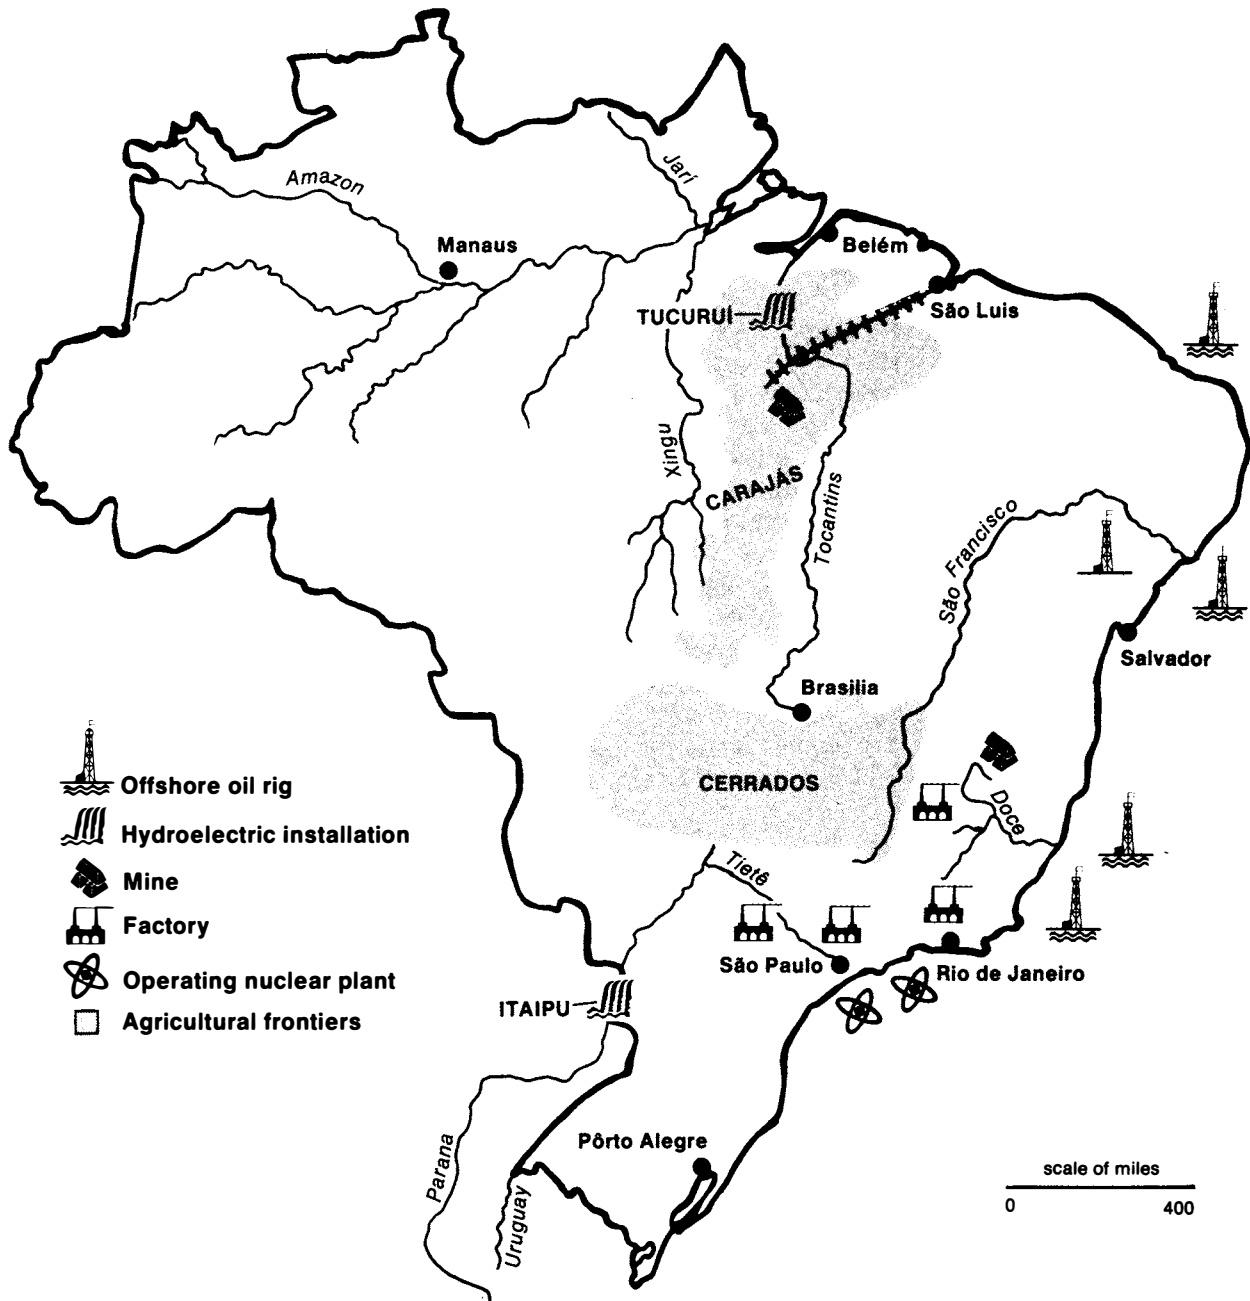 Amazon
Jari
Manaus
Belém
TUCURUÍ
São Luis
Xingu
CARAJÁS
Tocantins
São Francisco
Salvador
Brasilia
CERRADOS
Doce
Tietê
São Paulo
Rio de Janeiro
ITAIPU
Parana
Uruguay
Pôrto Alegre
Offshore oil rig
Hydroelectric installation
Mine
Factory
Operating nuclear plant
Agricultural frontiers
scale of miles
0 400